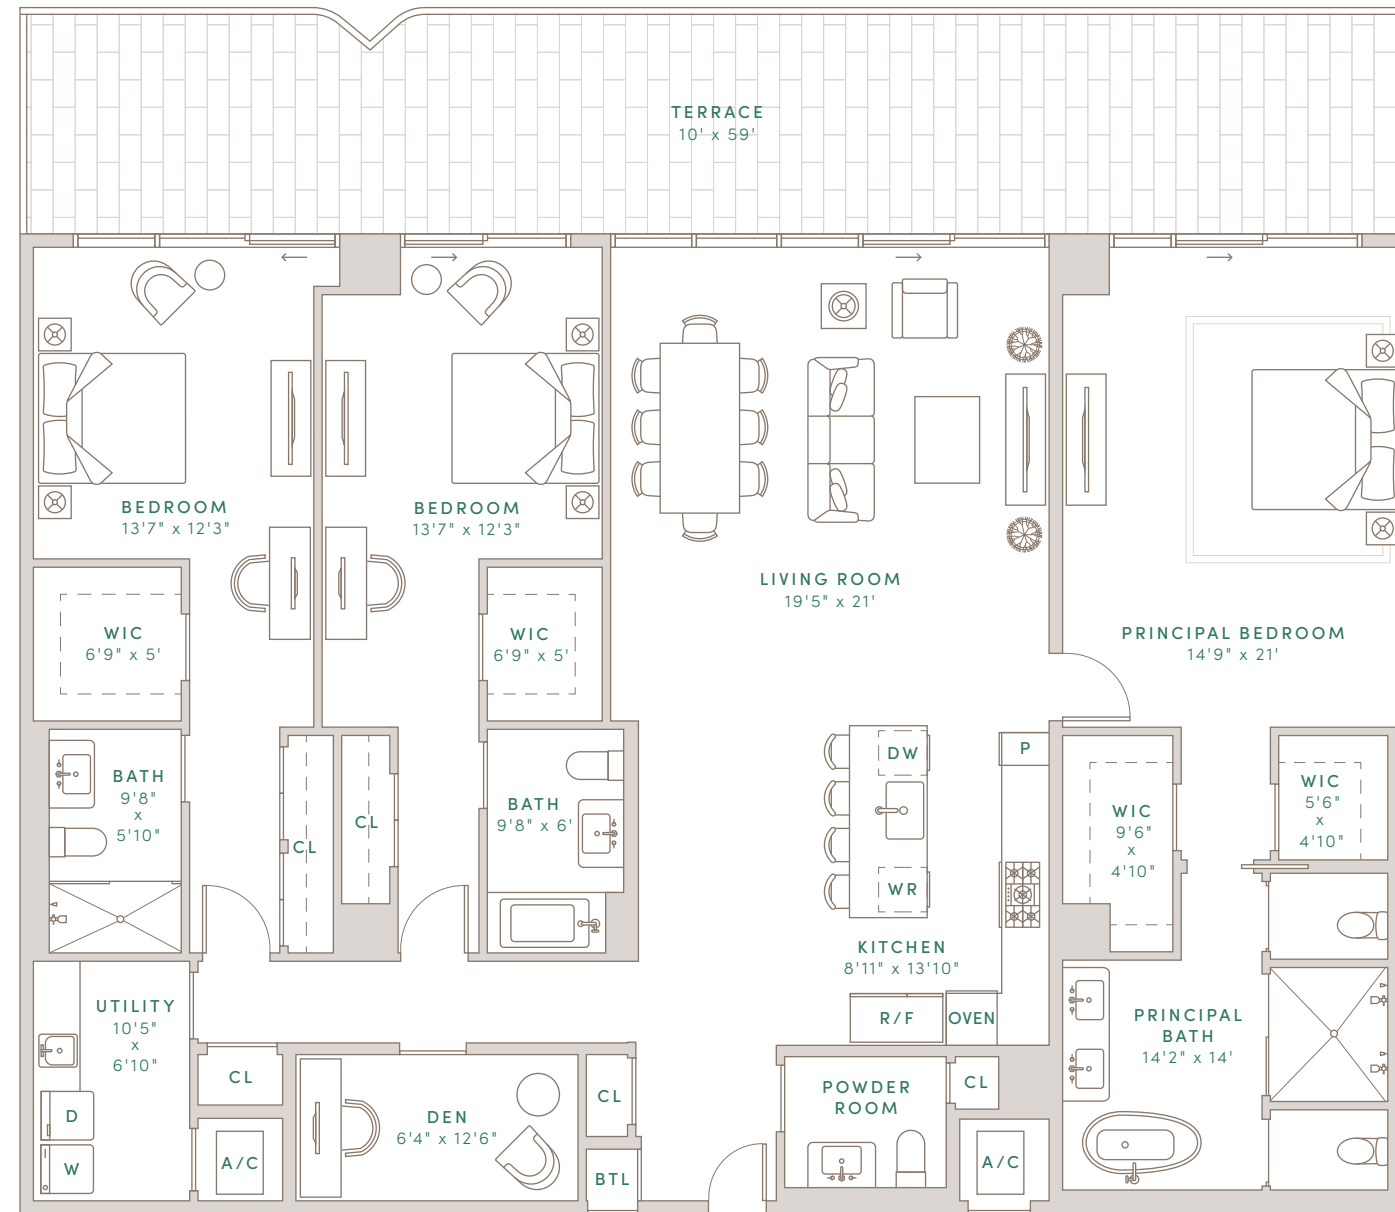 TERRACE
10' x 59'
BEDROOM
13'7" x 12'3"
BEDROOM
13'7" x 12'3"
LIVING ROOM
19'5" x 21'
PRINCIPAL BEDROOM
14'9" x 21'
WIC
6'9" x 5'
WIC
6'9" x 5'
BATH
9'8"
x
5'10"
CL
CL
BATH
9'8" x 6'
DW
P
WR
KITCHEN
8'11" x 13'10"
R/F
OVEN
WIC
9'6"
x
4'10"
WIC
5'6"
x
4'10"
UTILITY
10'5"
x
6'10"
D
W
CL
A/C
DEN
6'4" x 12'6"
CL
BTL
POWDER
ROOM
CL
A/C
PRINCIPAL
BATH
14'2" x 14'